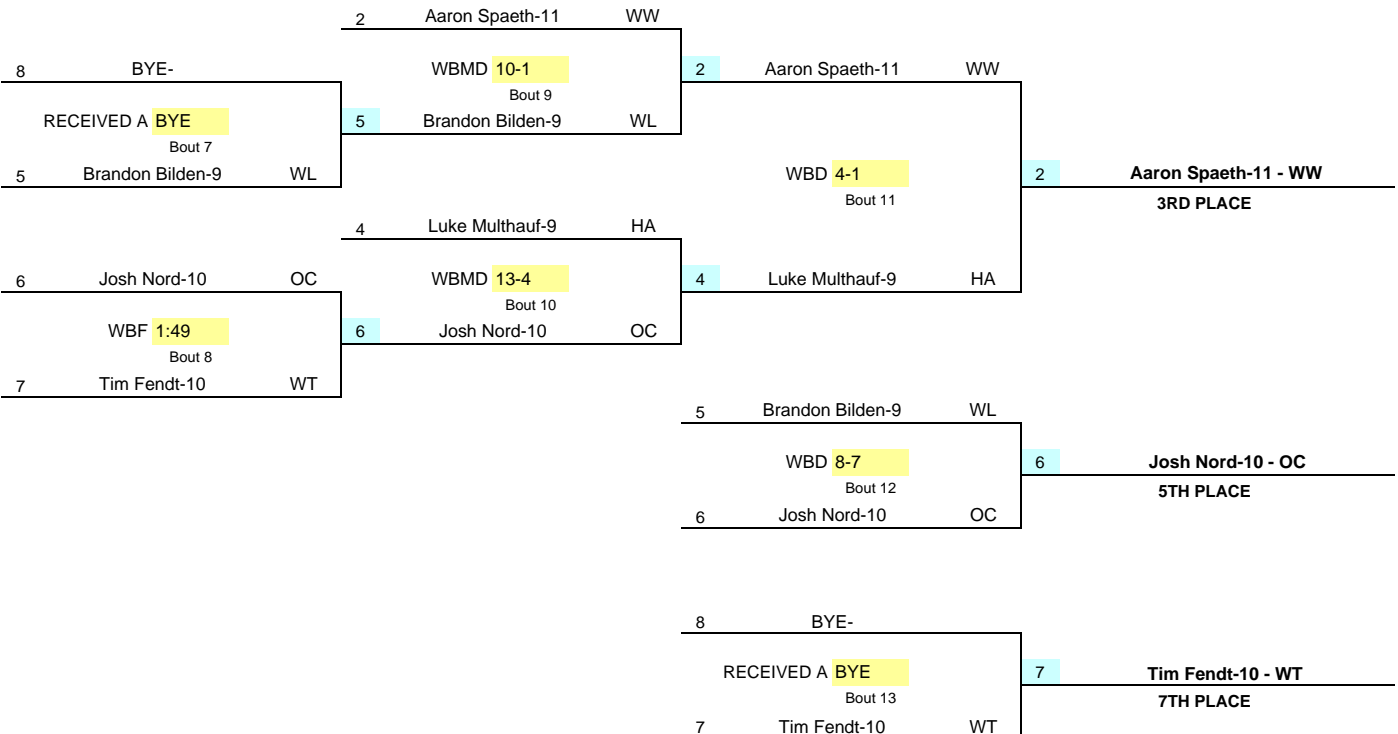 2 Aaron Spaeth-11 WW
8 BYE- WBMD 10-1 2 Aaron Spaeth-11 WW
Bout 9
RECEIVED A BYE 5 Brandon Bilden-9 WL
Bout 7
5 Brandon Bilden-9 WL WBD 4-1 2 Aaron Spaeth-11 - WW
Bout 11 3RD PLACE
4 Luke Multhauf-9 HA
6 Josh Nord-10 OC WBMD 13-4 4 Luke Multhauf-9 HA
Bout 10
WBF 1:49 6 Josh Nord-10 OC
Bout 8
7 Tim Fendt-10 WT
5 Brandon Bilden-9 WL
WBD 8-7 6 Josh Nord-10 - OC
Bout 12 5TH PLACE
6 Josh Nord-10 OC
8 BYE-
RECEIVED A BYE 7 Tim Fendt-10 - WT
Bout 13 7TH PLACE
7 Tim Fendt-10 WT